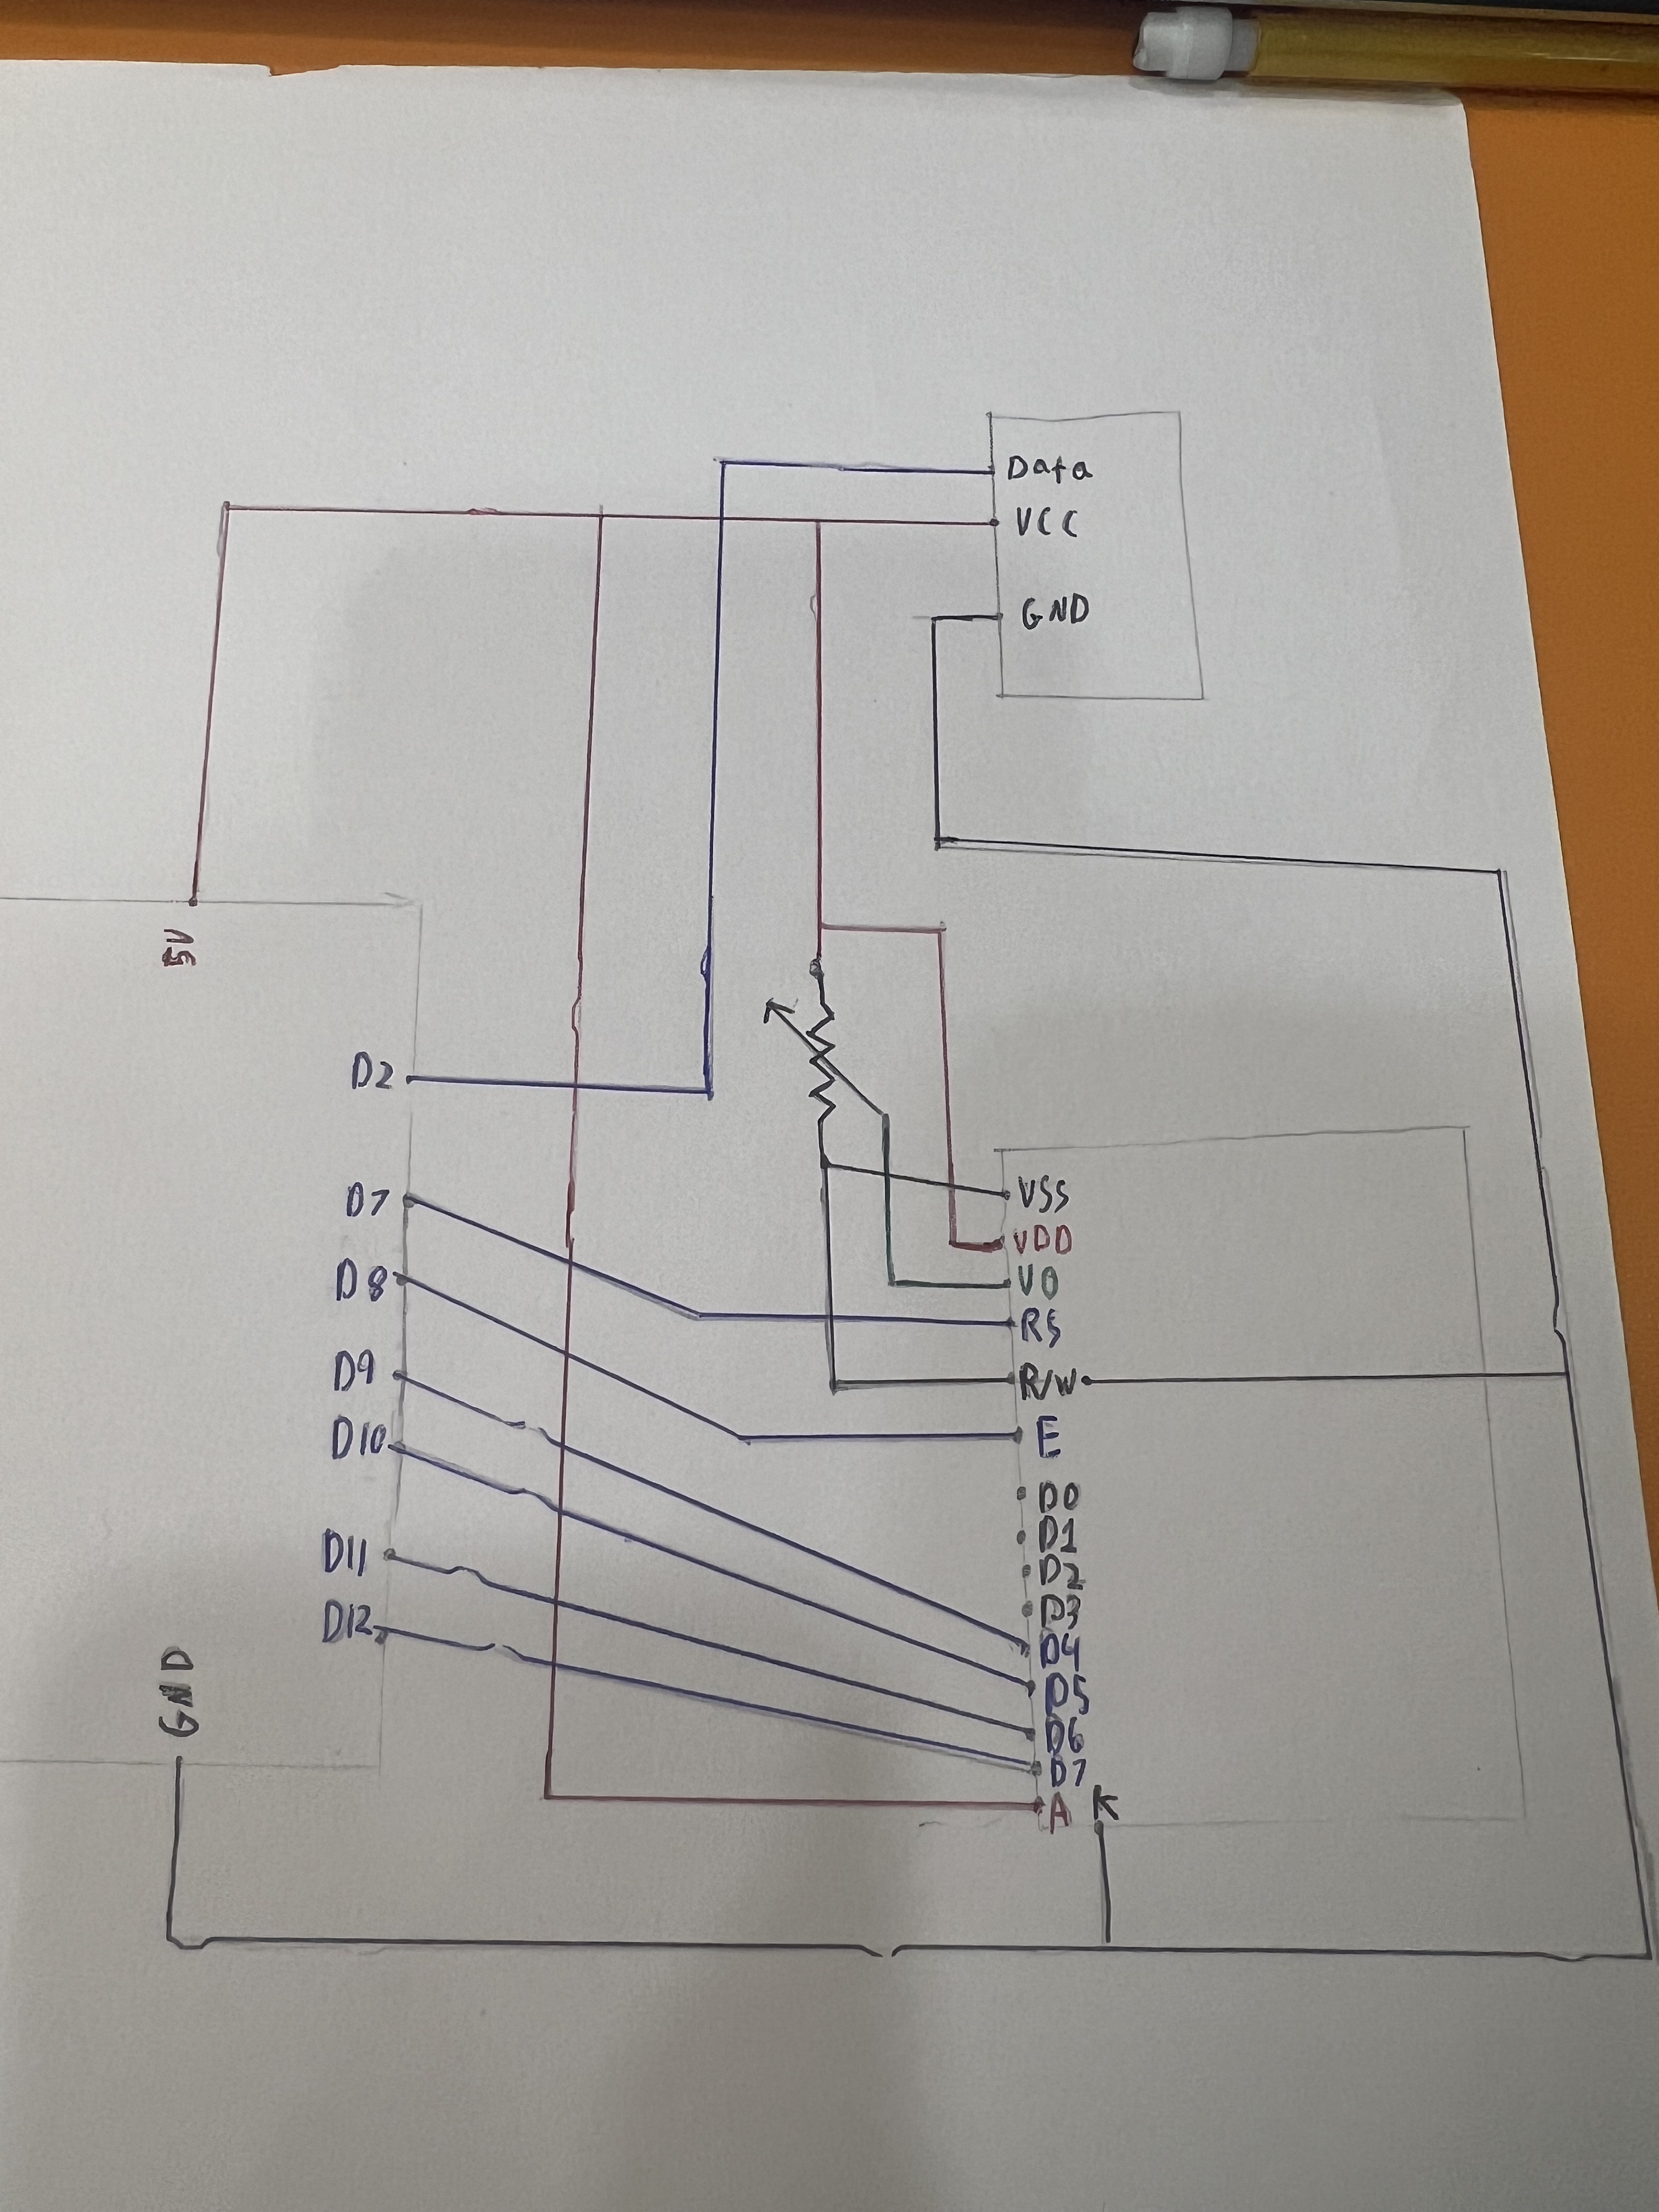 Data
VCC
GND
5V
D2
D7
D8
D9
D10
D11
D12
GND
VSS
VDD
V0
RS
R/W
E
D0
D1
D2
D3
D4
D5
D6
D7
A
K